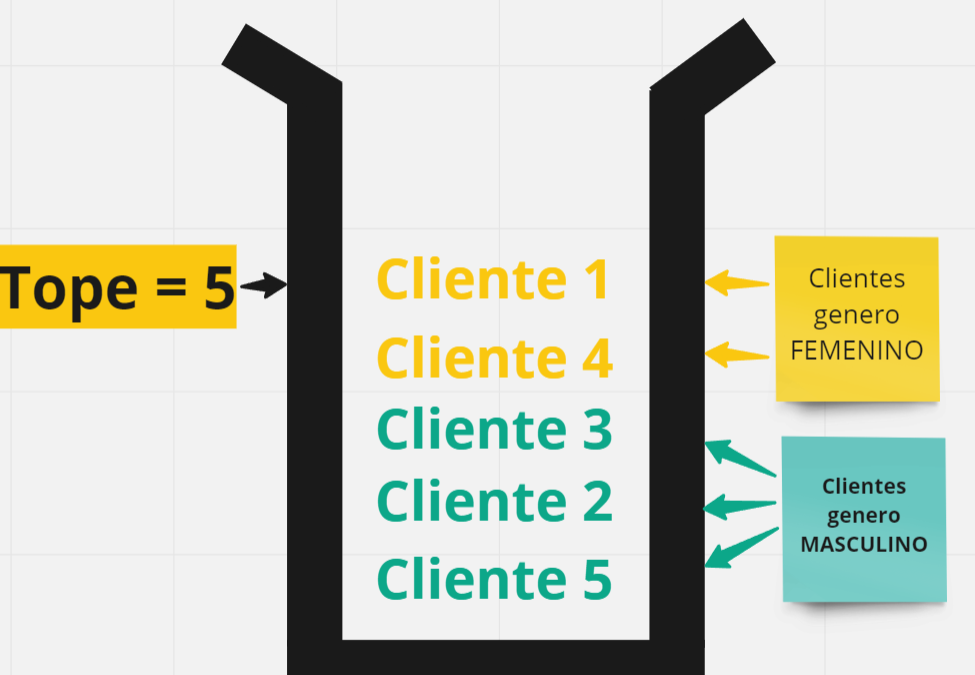 Tope = 5
Cliente 1
Cliente 4
Cliente 3
Cliente 2
Cliente 5
Clientes
genero
FEMENINO
Clientes
genero
MASCULINO